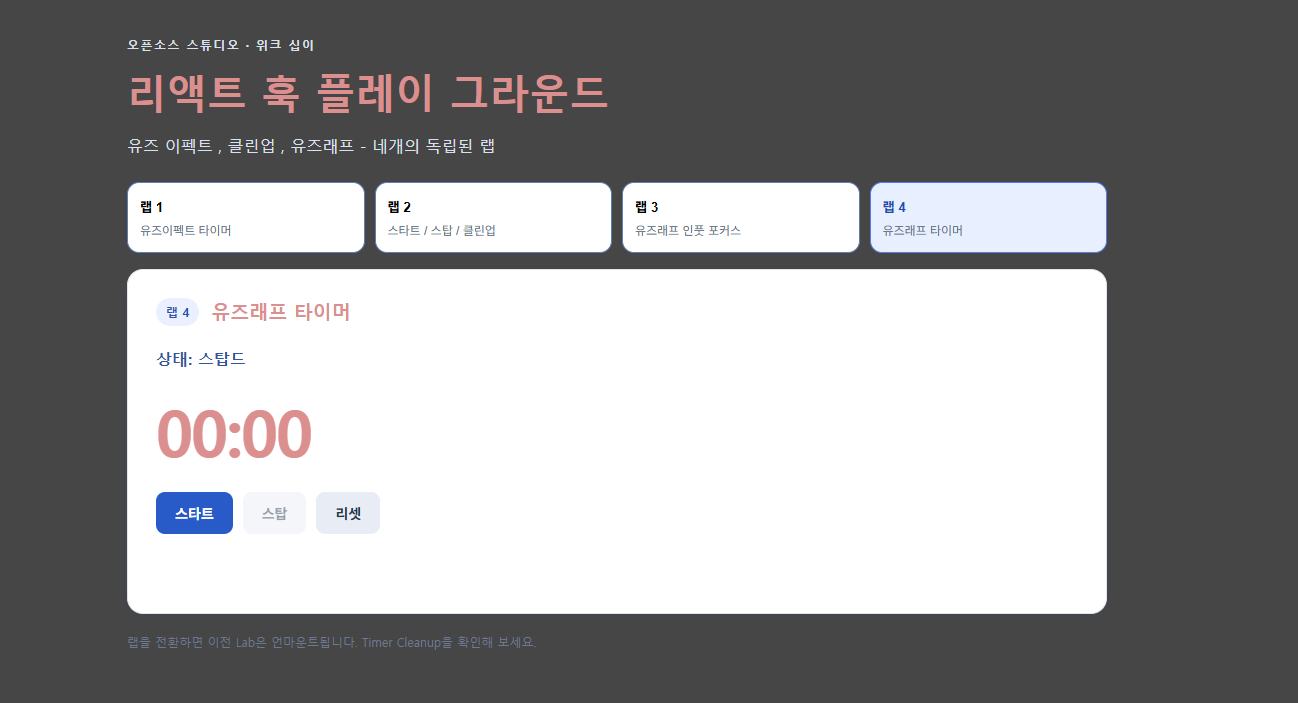 오픈소스 스튜디오 · 위크 십이
리액트 훅 플레이 그라운드
유즈 이펙트 , 클린업 , 유즈래프 - 네개의 독립된 랩
랩 1
유즈이펙트 타이머
랩 2
스타트 / 스탑 / 클린업
랩 3
유즈래프 인풋 포커스
랩 4
유즈래프 타이머
랩 4 유즈래프 타이머
상태: 스탑드
00:00
스타트 스탑 리셋
랩을 전환하면 이전 Lab은 언마운트됩니다. Timer Cleanup을 확인해 보세요.